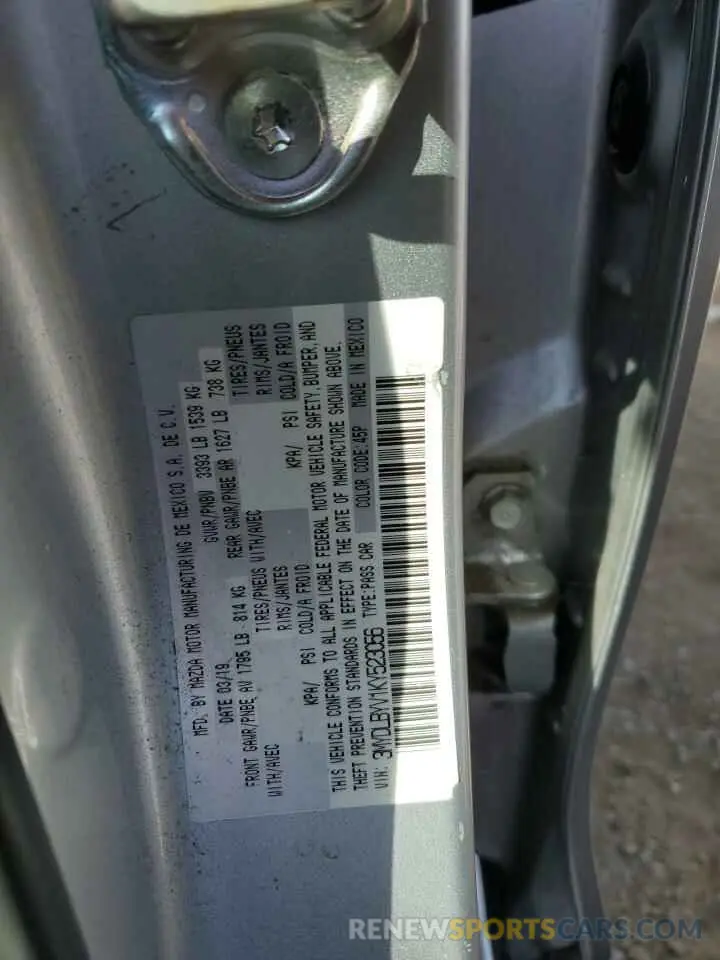 MFD. BY MAZDA MOTOR MANUFACTURING DE MEXICO S.A. DE C.V.
DATE 03/19 GVWR/PNBV 3393 LB 1539 KG
FRONT GAWR/PNBE AV 1795 LB 814 KG REAR GAWR/PNBE AR 1627 LB 738 KG
WITH/AVEC TIRES/PNEUS WITH/AVEC TIRES/PNEUS
RIMS/JANTES RIMS/JANTES
KPA/ PSI COLD/A FROID KPA/ PSI COLD/A FROID
THIS VEHICLE CONFORMS TO ALL APPLICABLE FEDERAL MOTOR VEHICLE SAFETY, BUMPER, AND
THEFT PREVENTION STANDARDS IN EFFECT ON THE DATE OF MANUFACTURE SHOWN ABOVE.
VIN: 3MYDLBYV1KY523056 TYPE:PASS CAR COLOR CODE:45P MADE IN MEXICO
RENEWSPORTSCARS.COM